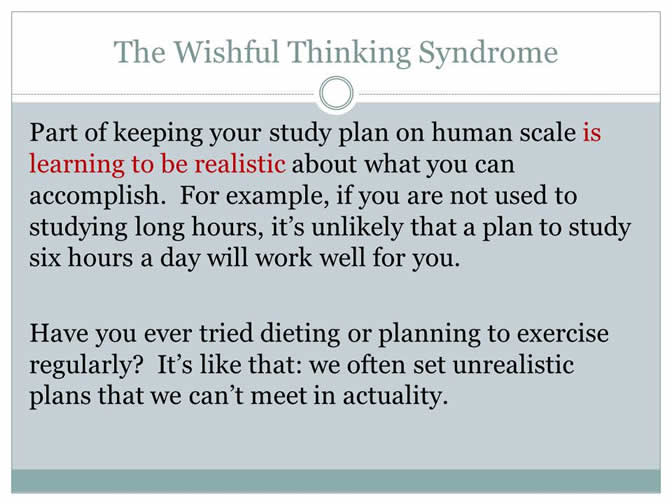 The Wishful Thinking Syndrome
Part of keeping your study plan on human scale is
learning to be realistic about what you can
accomplish.  For example, if you are not used to
studying long hours, it’s unlikely that a plan to study
six hours a day will work well for you.
Have you ever tried dieting or planning to exercise
regularly?  It’s like that: we often set unrealistic
plans that we can’t meet in actuality.